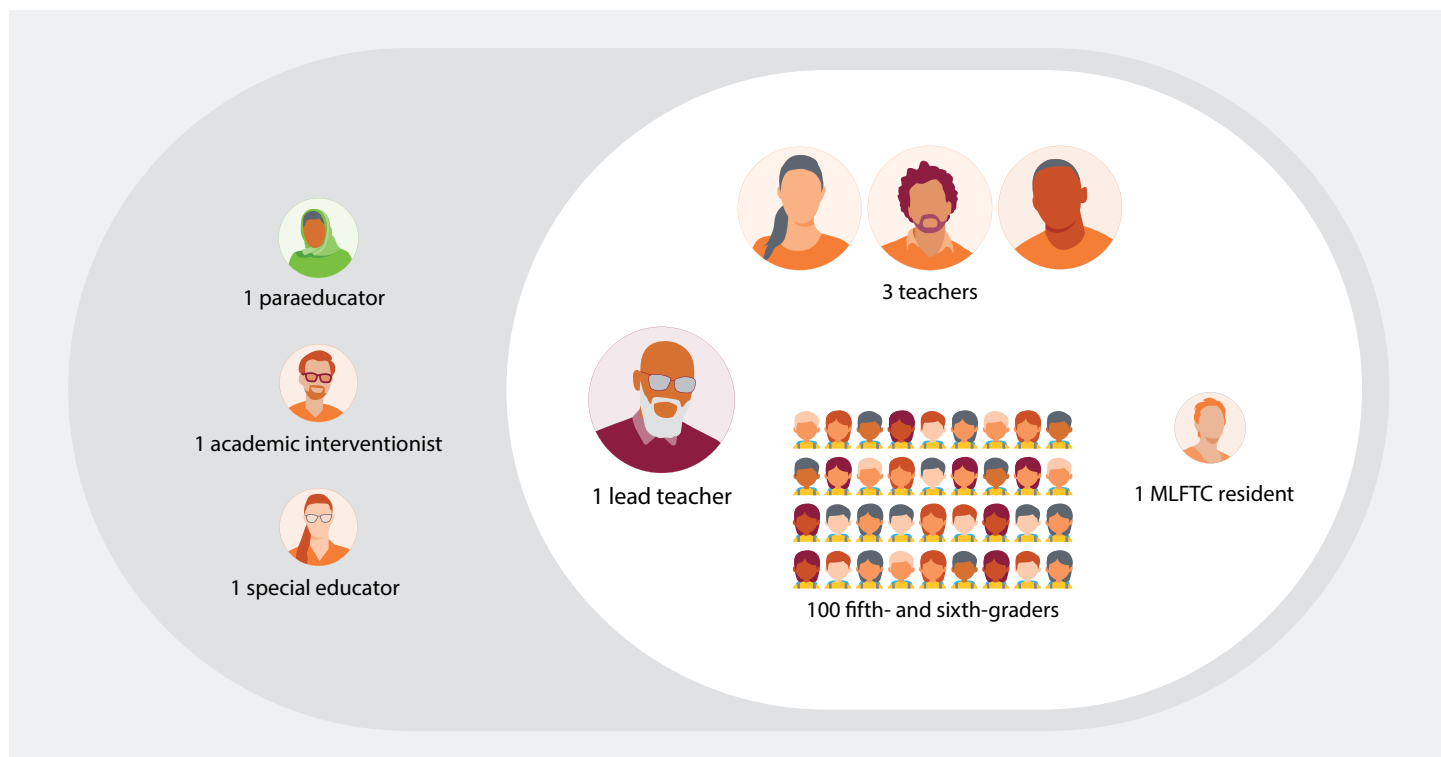 1 paraeducator
1 academic interventionist
1 special educator
3 teachers
1 lead teacher
100 fifth- and sixth-graders
1 MLFTC resident